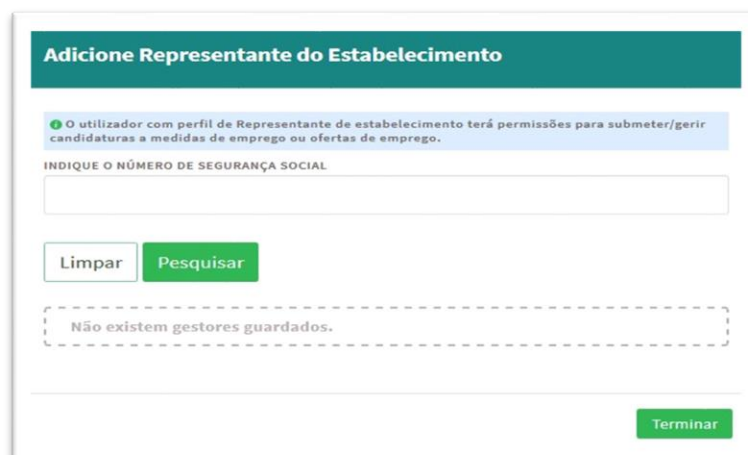 Adicione Representante do Estabelecimento
O utilizador com perfil de Representante de estabelecimento terá permissões para submeter/gerir
candidaturas a medidas de emprego ou ofertas de emprego.
INDIQUE O NÚMERO DE SEGURANÇA SOCIAL
Limpar Pesquisar
Não existem gestores guardados.
Terminar